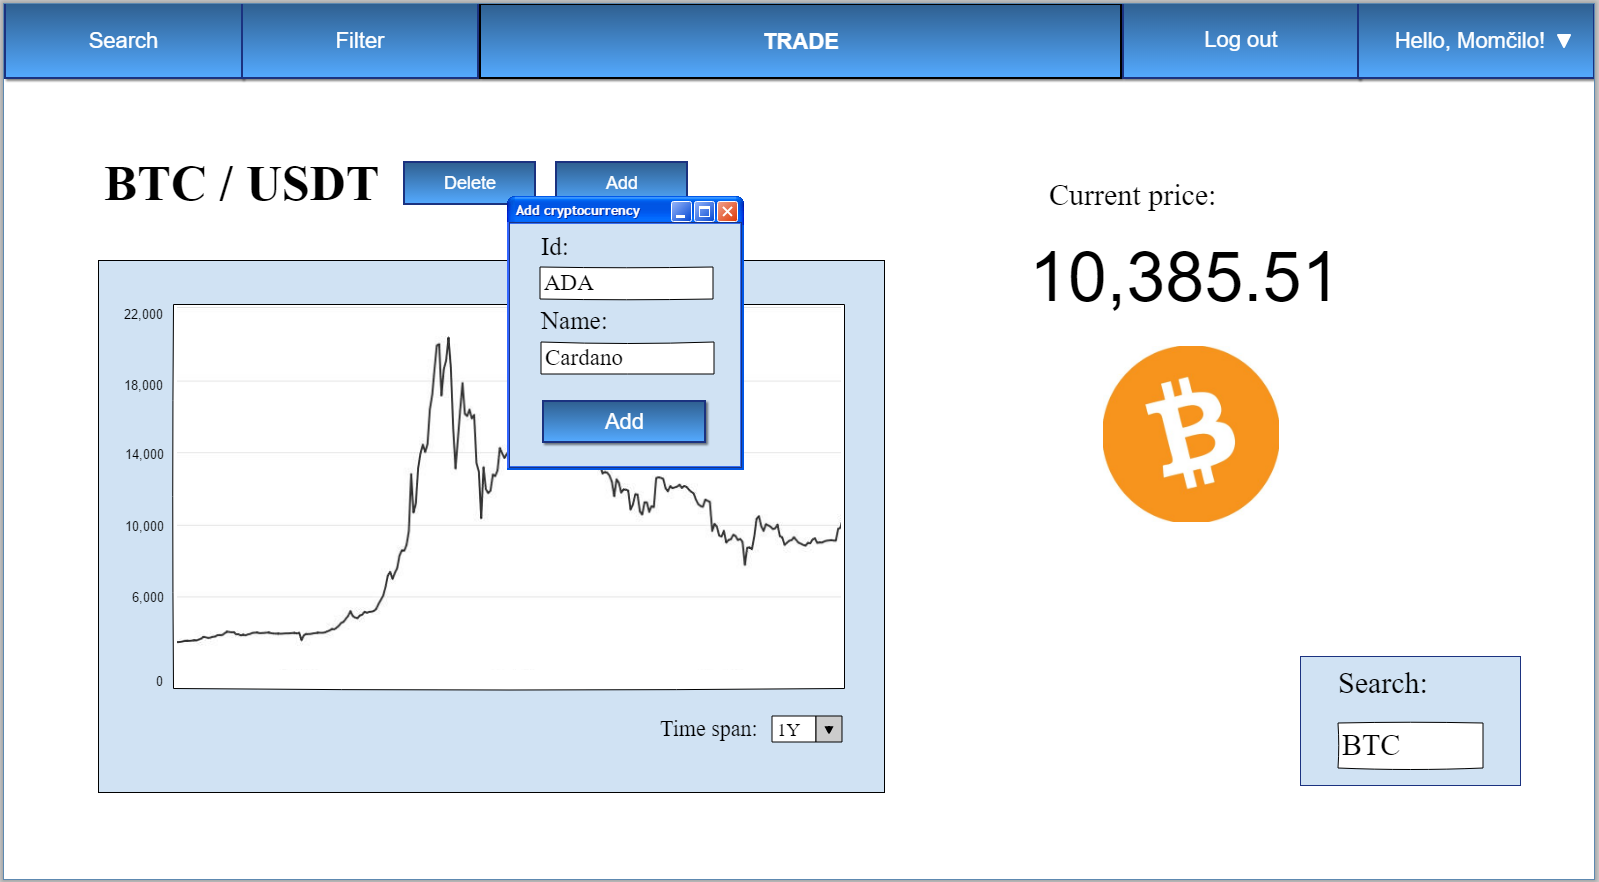 Search
Filter
TRADE
Log out
Hello, Momčilo! ▼
BTC / USDT
Delete
Add
Add cryptocurrency
Id:
ADA
Name:
Cardano
Add
22,000
18,000
14,000
10,000
6,000
0
Time span:
1Y ▼
Current price:
10,385.51
Search:
BTC